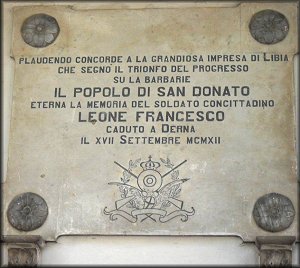 PLAUDENDO CONCORDE A LA GRANDIOSA IMPRESA DI LIBIA
CHE SEGNO IL TRIONFO DEL PROGRESSO
SU LA BARBARIE
IL POPOLO DI SAN DONATO
ETERNA LA MEMORIA DEL SOLDATO CONCITTADINO
LEONE FRANCESCO
CADUTO A DERNA
IL XVII SETTEMBRE MCMXII